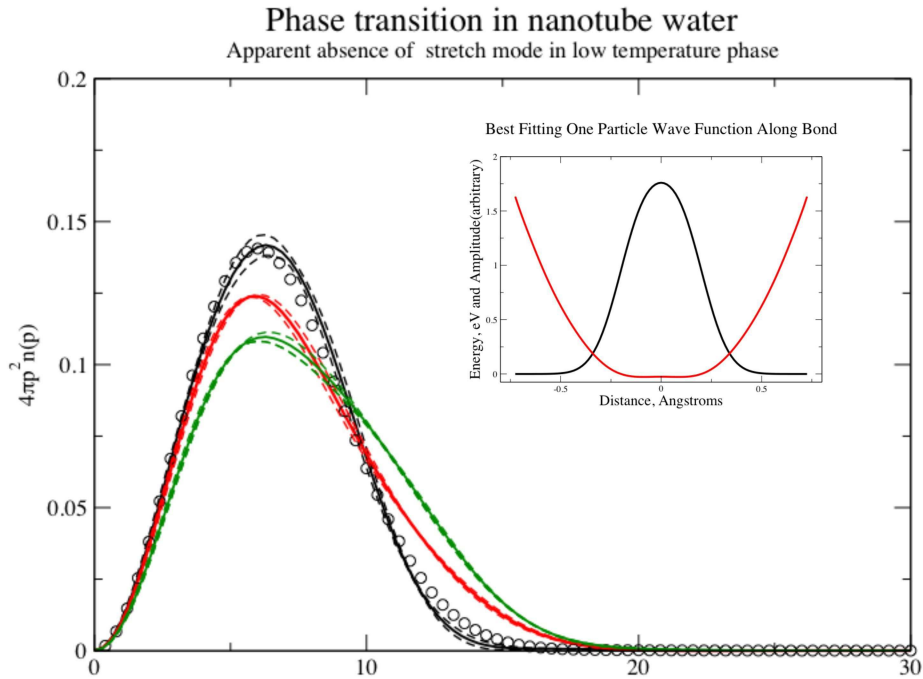 Phase transition in nanotube water
Apparent absence of stretch mode in low temperature phase
0.2
0.15
0.1
0.05
0
4πp²n(p)
0
10
20
30
Best Fitting One Particle Wave Function Along Bond
Energy, eV and Amplitude(arbitrary)
2
1.5
1
0.5
0
-0.5
0
0.5
Distance, Angstroms